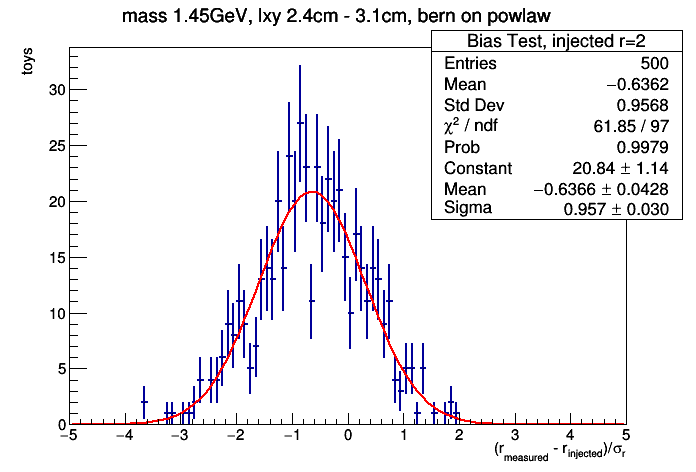 mass 1.45GeV, lxy 2.4cm - 3.1cm, bern on powlaw
Bias Test, injected r=2
Entries 500
Mean −0.6362
Std Dev 0.9568
χ² / ndf 61.85 / 97
Prob 0.9979
Constant 20.84 ± 1.14
Mean −0.6366 ± 0.0428
Sigma 0.957 ± 0.030
toys
30
25
20
15
10
5
0
−5 −4 −3 −2 −1 0 1 2 3 4 5
(r_measured - r_injected)/σ_r